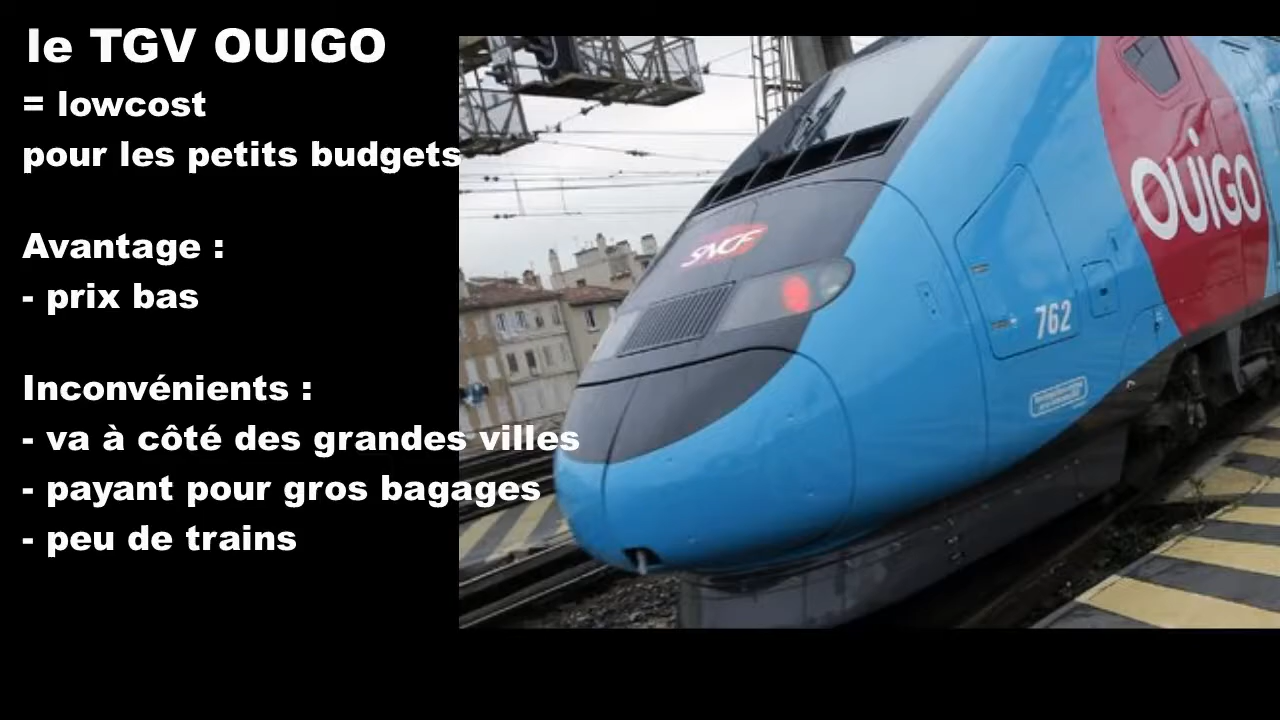 le TGV OUIGO
= lowcost
pour les petits budgets
Avantage :
- prix bas
Inconvénients :
- va à côté des grandes villes
- payant pour gros bagages
- peu de trains
SNCF
OUIGO
762